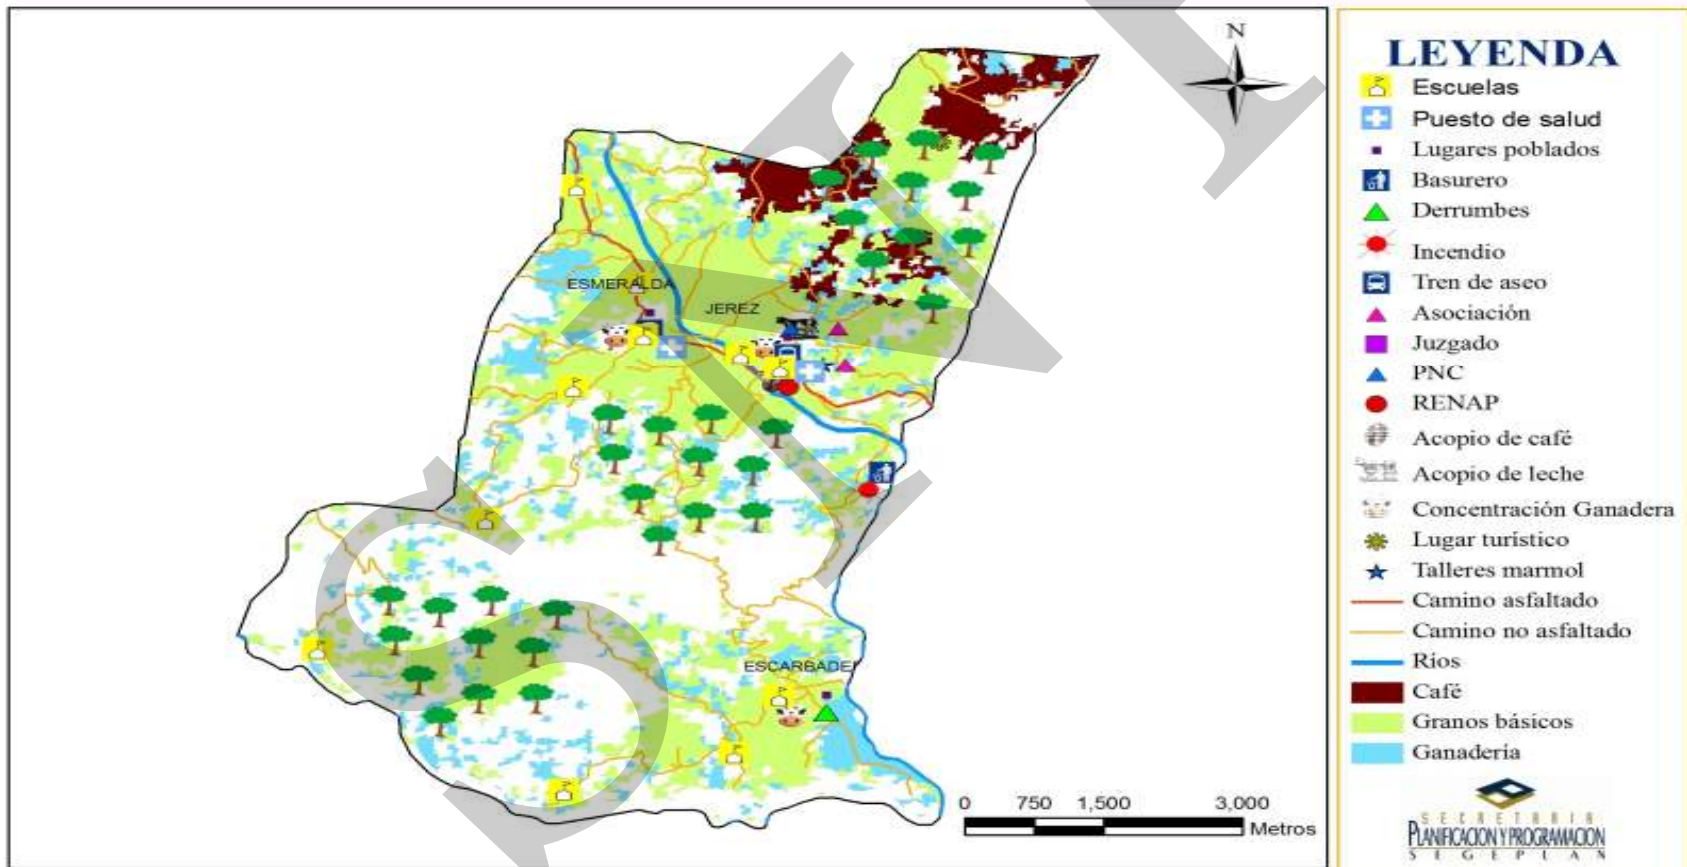 N
ESMERALDA
JEREZ
0 750 1,500 3,000
Metros
LEYENDA
Escuelas
Puesto de salud
Lugares poblados
Basurero
Derrumbes
Incendio
Tren de aseo
Asociación
Juzgado
PNC
RENAP
Acopio de café
Acopio de leche
Concentración Ganadera
Lugar turístico
Talleres marmol
Camino asfaltado
Camino no asfaltado
Ríos
Café
Granos básicos
Ganadería
SECRETARIA
PLANIFICACION Y PROGRAMACION
SEGEPLAN